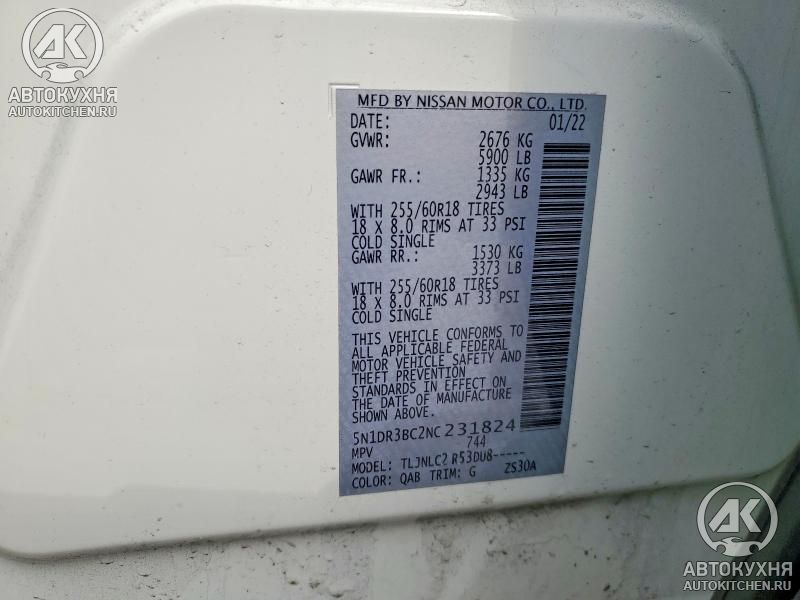 АК
АВТОКУХНЯ
AUTOKITCHEN.RU
MFD BY NISSAN MOTOR CO., LTD.
DATE: 01/22
GVWR: 2676 KG
5900 LB
GAWR FR.: 1335 KG
2943 LB
WITH 255/60R18 TIRES
18 X 8.0 RIMS AT 33 PSI
COLD SINGLE
GAWR RR.: 1530 KG
3373 LB
WITH 255/60R18 TIRES
18 X 8.0 RIMS AT 33 PSI
COLD SINGLE
THIS VEHICLE CONFORMS TO
ALL APPLICABLE FEDERAL
MOTOR VEHICLE SAFETY AND
THEFT PREVENTION
STANDARDS IN EFFECT ON
THE DATE OF MANUFACTURE
SHOWN ABOVE.
5N1DR3BC2NC231824
MPV 744
MODEL: TLJNLC2 R53DU8-----
COLOR: QAB TRIM: G ZS30A
АК
АВТОКУХНЯ
AUTOKITCHEN.RU